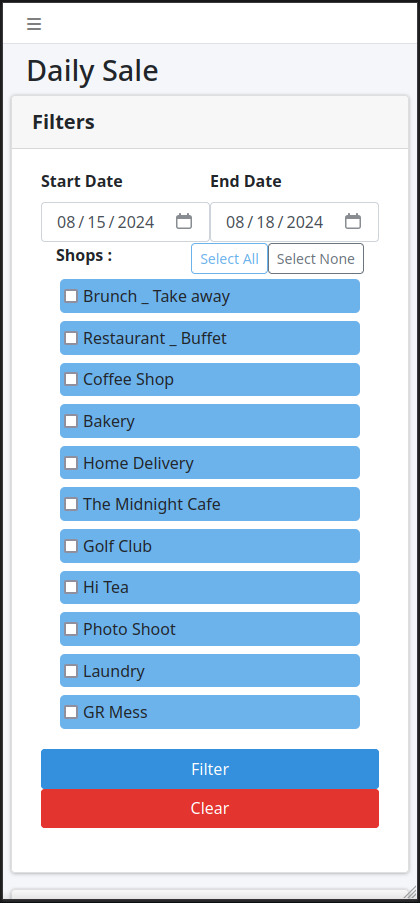 Daily Sale
Filters
Start Date End Date
08/15/2024 08/18/2024
Shops : Select All Select None
Brunch _ Take away
Restaurant _ Buffet
Coffee Shop
Bakery
Home Delivery
The Midnight Cafe
Golf Club
Hi Tea
Photo Shoot
Laundry
GR Mess
Filter
Clear